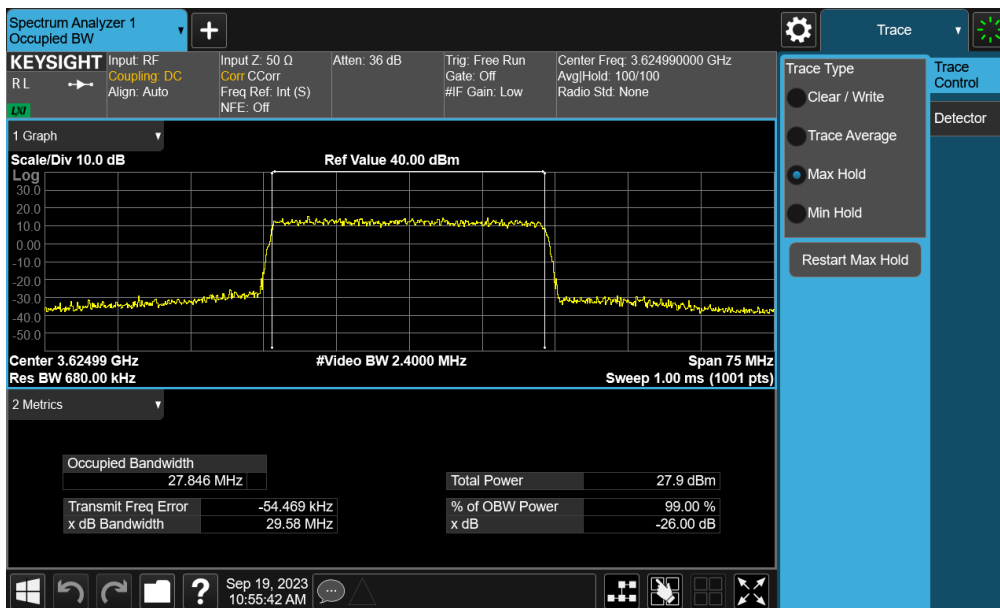 Spectrum Analyzer 1
Occupied BW
+
Trace
KEYSIGHT
RL
LXI
Input: RF
Coupling: DC
Align: Auto
Input Z: 50 Ω
Corr CCorr
Freq Ref: Int (S)
NFE: Off
Atten: 36 dB
Trig: Free Run
Gate: Off
#IF Gain: Low
Center Freq: 3.624990000 GHz
Avg|Hold: 100/100
Radio Std: None
Trace Type
Clear / Write
Trace Average
Max Hold
Min Hold
Restart Max Hold
Trace
Control
Detector
1 Graph
Scale/Div 10.0 dB
Ref Value 40.00 dBm
Log
30.0
20.0
10.0
0.00
-10.0
-20.0
-30.0
-40.0
-50.0
Center 3.62499 GHz
#Video BW 2.4000 MHz
Span 75 MHz
Res BW 680.00 kHz
Sweep 1.00 ms (1001 pts)
2 Metrics
Occupied Bandwidth
27.846 MHz
Total Power 27.9 dBm
Transmit Freq Error -54.469 kHz
% of OBW Power 99.00 %
x dB Bandwidth 29.58 MHz
x dB -26.00 dB
?
Sep 19, 2023
10:55:42 AM